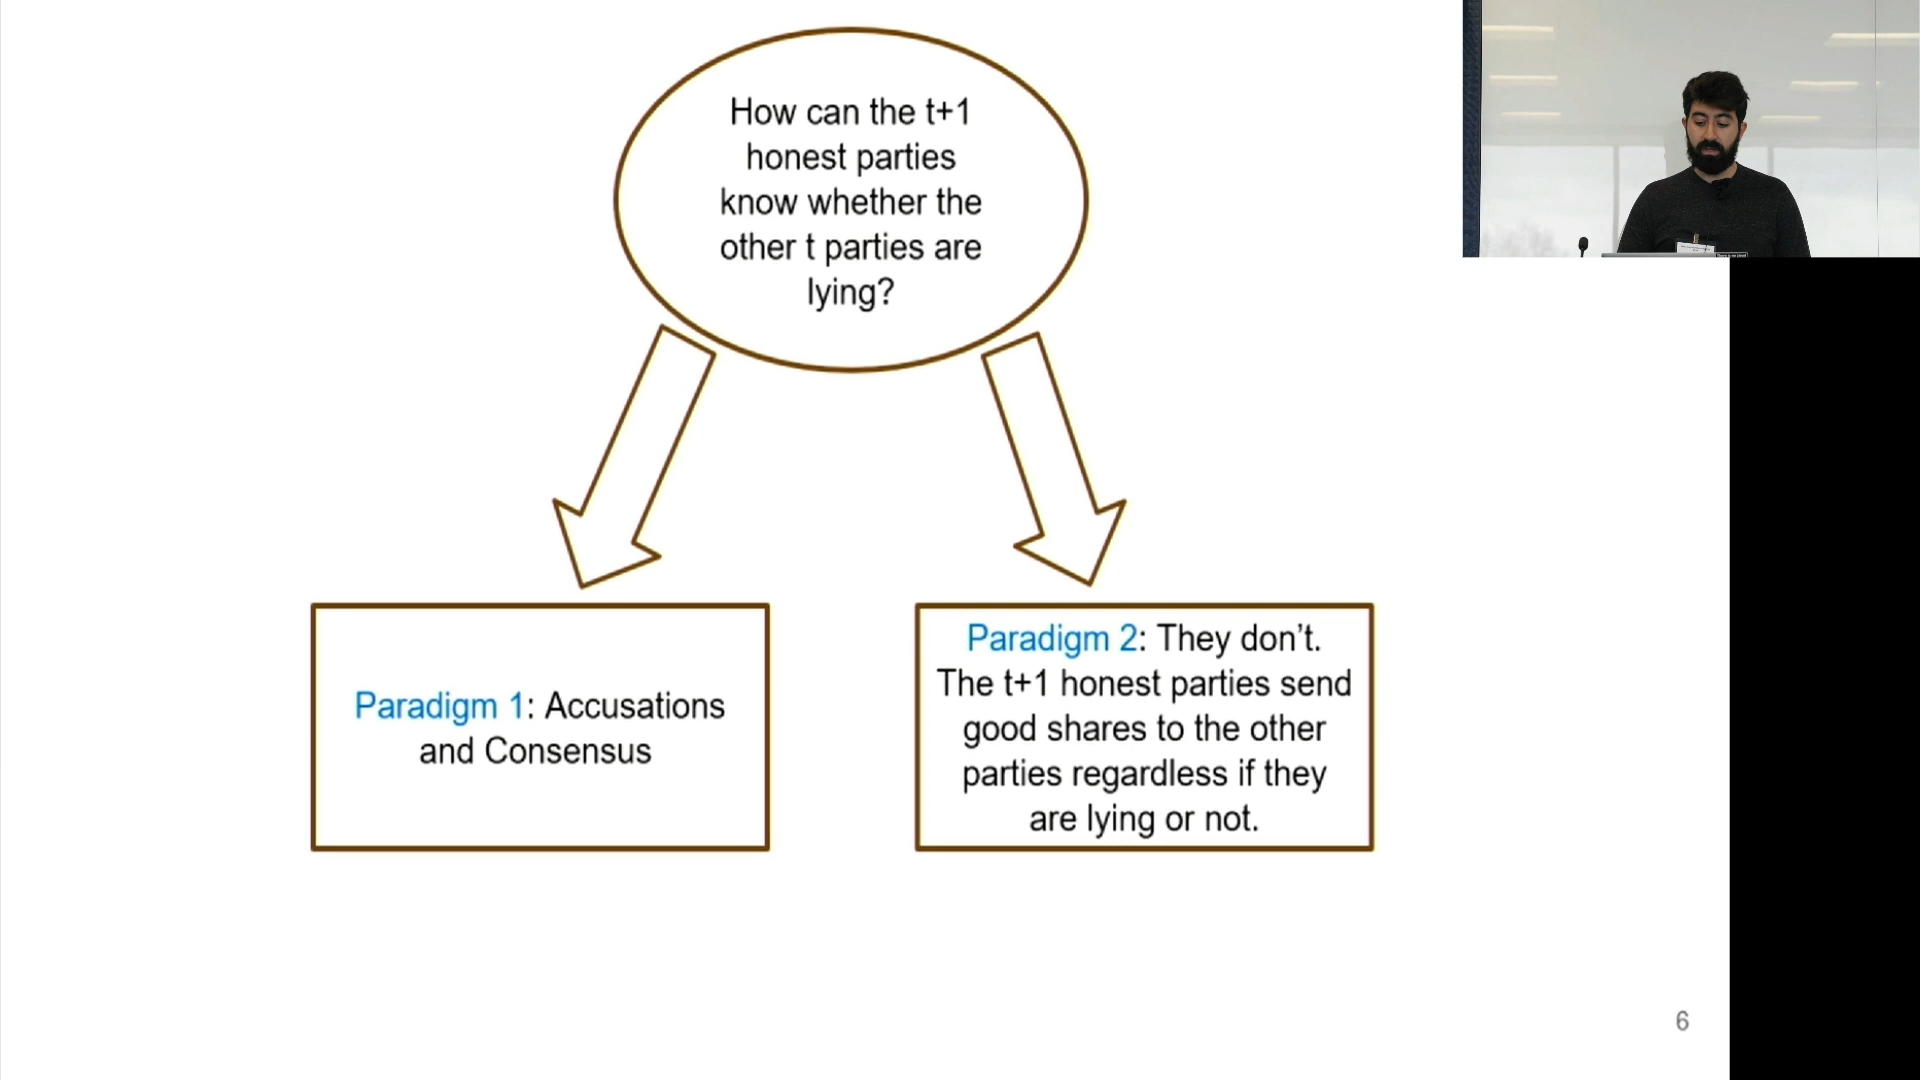 How can the t+1
honest parties
know whether the
other t parties are
lying?
Paradigm 1: Accusations
and Consensus
Paradigm 2: They don’t.
The t+1 honest parties send
good shares to the other
parties regardless if they
are lying or not.
6